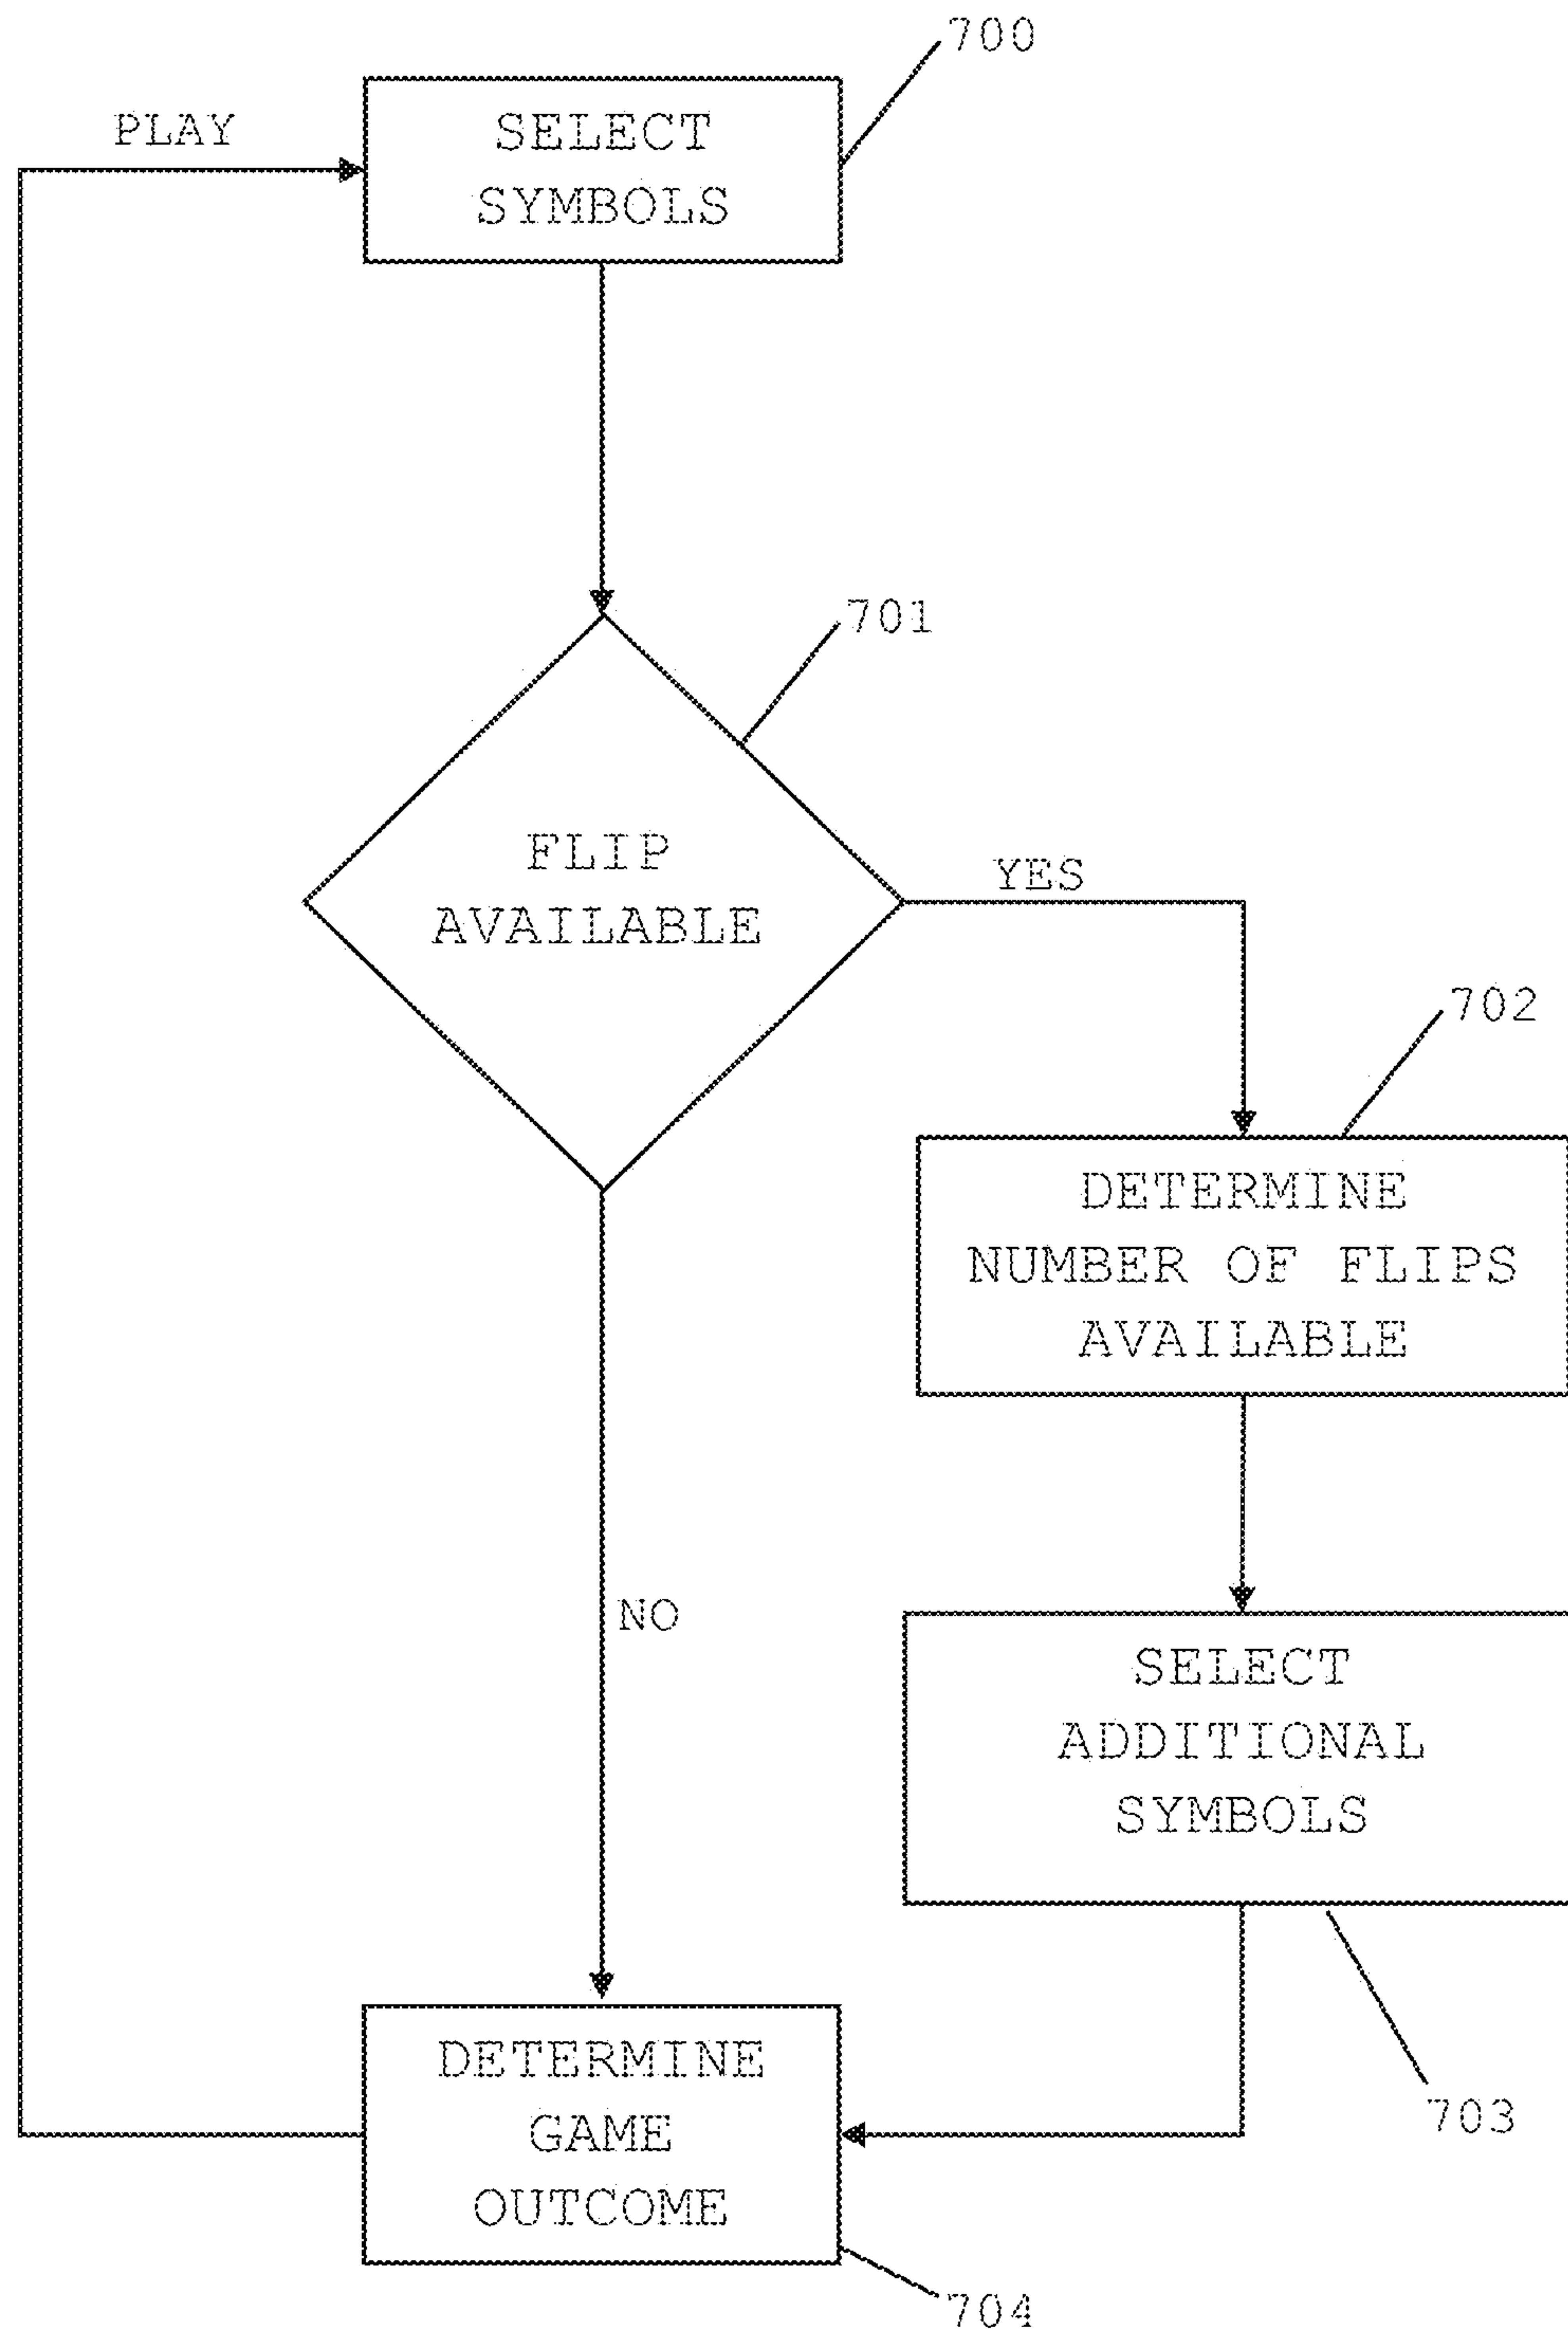 700
PLAY
SELECT
SYMBOLS
701
FLIP
AVAILABLE
YES
702
DETERMINE
NUMBER OF FLIPS
AVAILABLE
NO
SELECT
ADDITIONAL
SYMBOLS
DETERMINE
GAME
OUTCOME
703
704